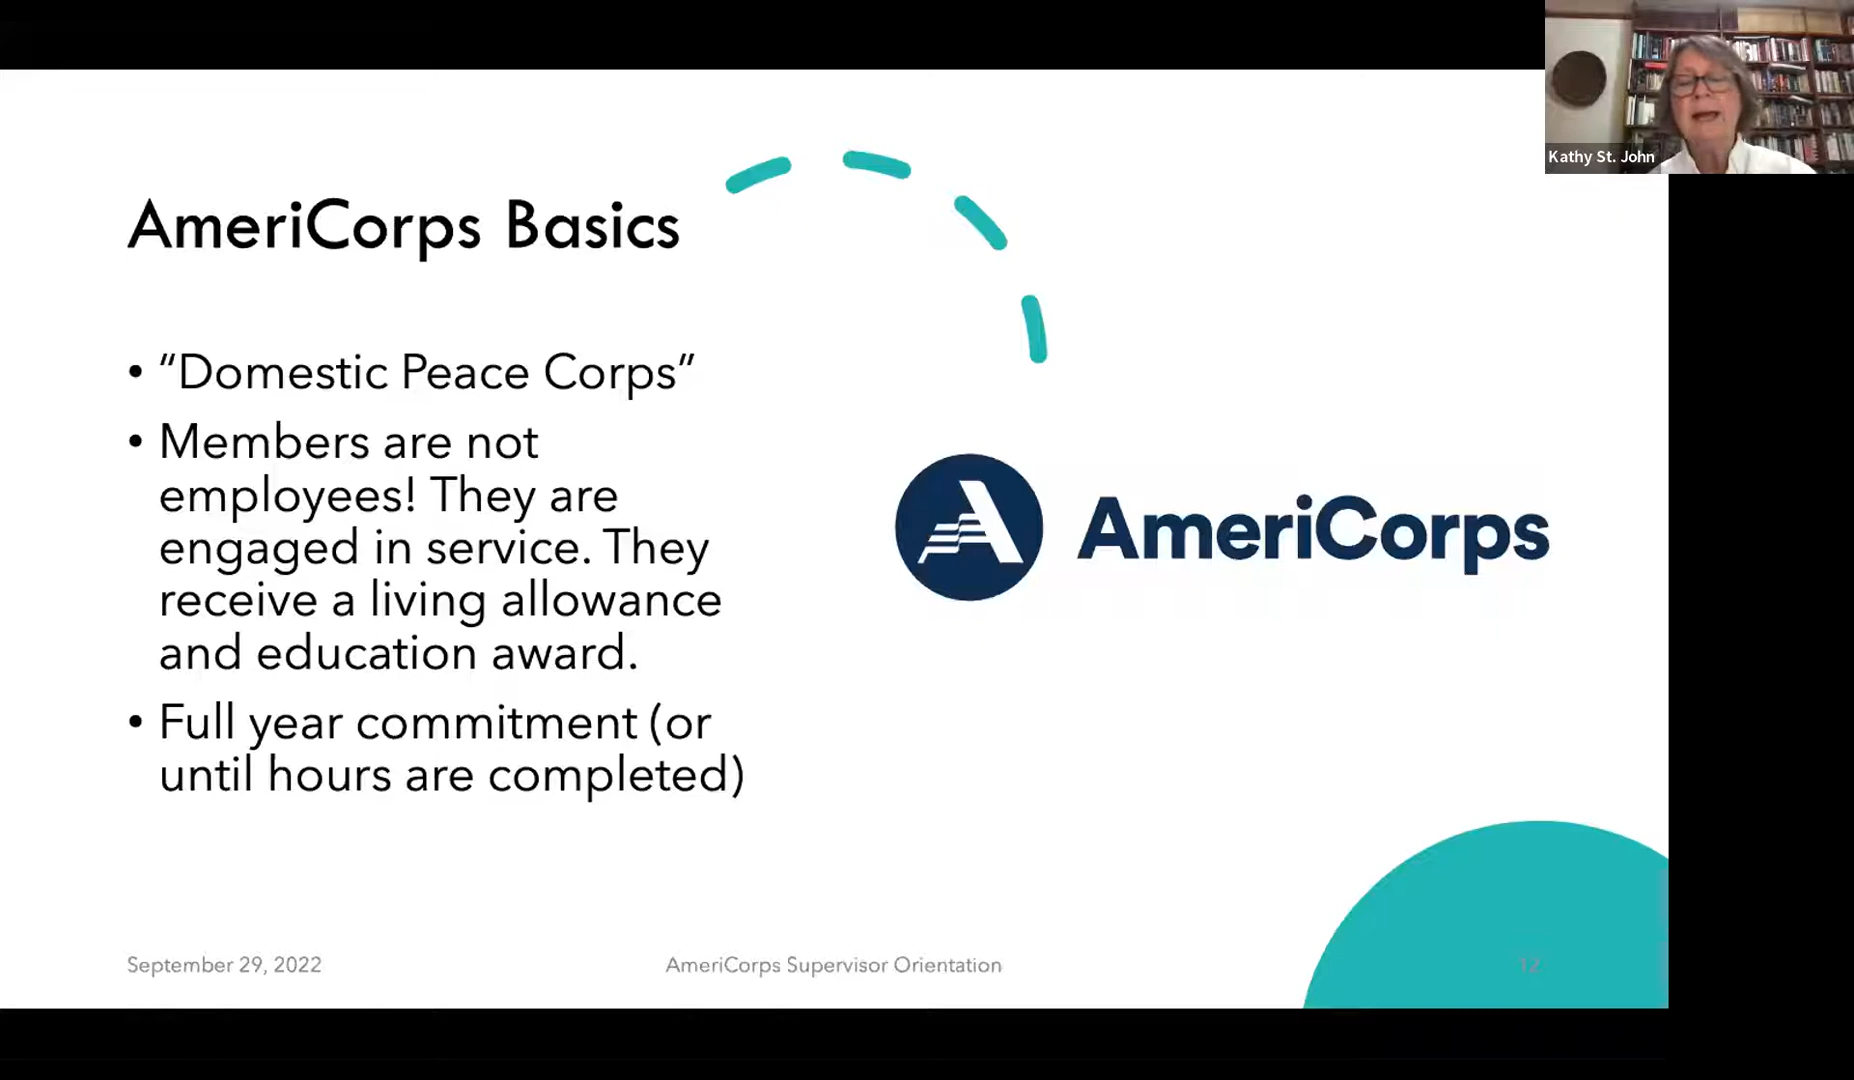 Kathy St. John
AmeriCorps Basics
• “Domestic Peace Corps”
• Members are not
employees! They are
engaged in service. They
receive a living allowance
and education award.
• Full year commitment (or
until hours are completed)
AmeriCorps
September 29, 2022
AmeriCorps Supervisor Orientation
12